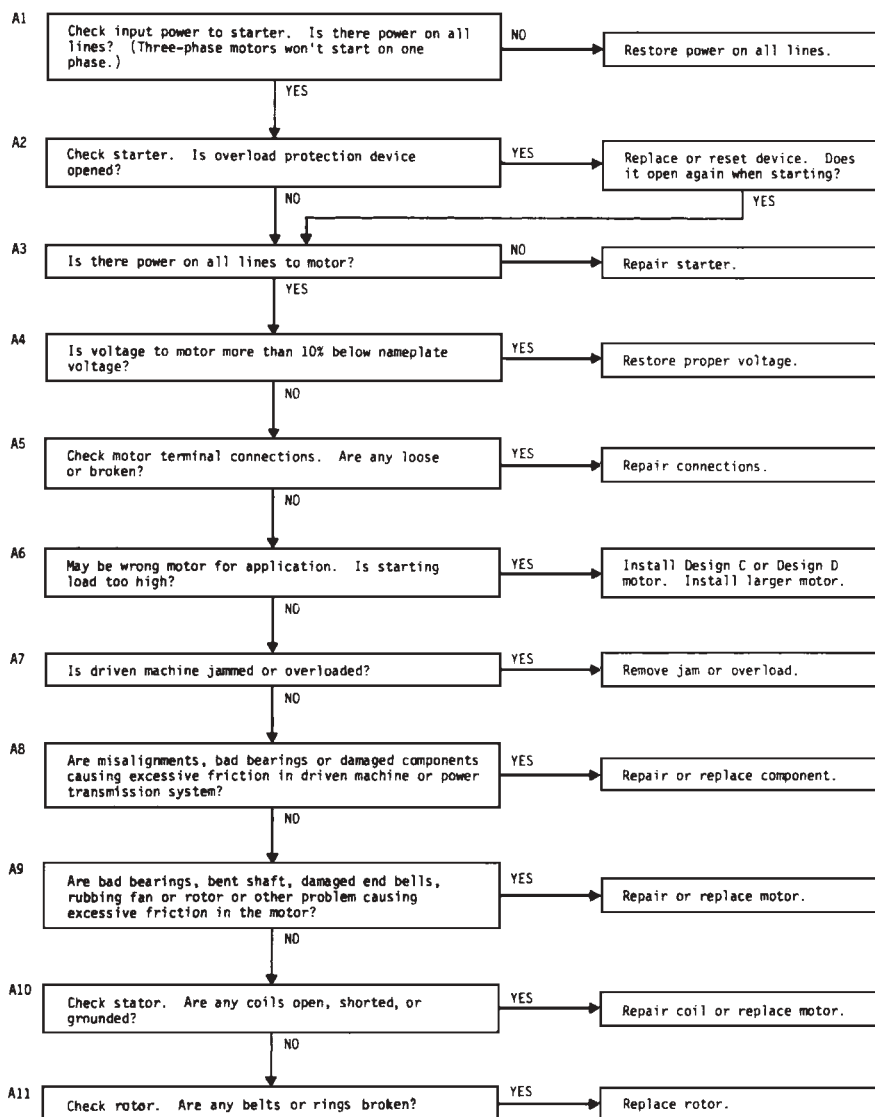 A1
Check input power to starter. Is there power on all
lines? (Three-phase motors won't start on one
phase.)
NO
Restore power on all lines.
YES
A2
Check starter. Is overload protection device
opened?
YES
Replace or reset device. Does
it open again when starting?
NO
YES
A3
Is there power on all lines to motor?
NO
Repair starter.
YES
A4
Is voltage to motor more than 10% below nameplate
voltage?
YES
Restore proper voltage.
NO
A5
Check motor terminal connections. Are any loose
or broken?
YES
Repair connections.
NO
A6
May be wrong motor for application. Is starting
load too high?
YES
Install Design C or Design D
motor. Install larger motor.
NO
A7
Is driven machine jammed or overloaded?
YES
Remove jam or overload.
NO
A8
Are misalignments, bad bearings or damaged components
causing excessive friction in driven machine or power
transmission system?
YES
Repair or replace component.
NO
A9
Are bad bearings, bent shaft, damaged end bells,
rubbing fan or rotor or other problem causing
excessive friction in the motor?
YES
Repair or replace motor.
NO
A10
Check stator. Are any coils open, shorted, or
grounded?
YES
Repair coil or replace motor.
NO
A11
Check rotor. Are any belts or rings broken?
YES
Replace rotor.